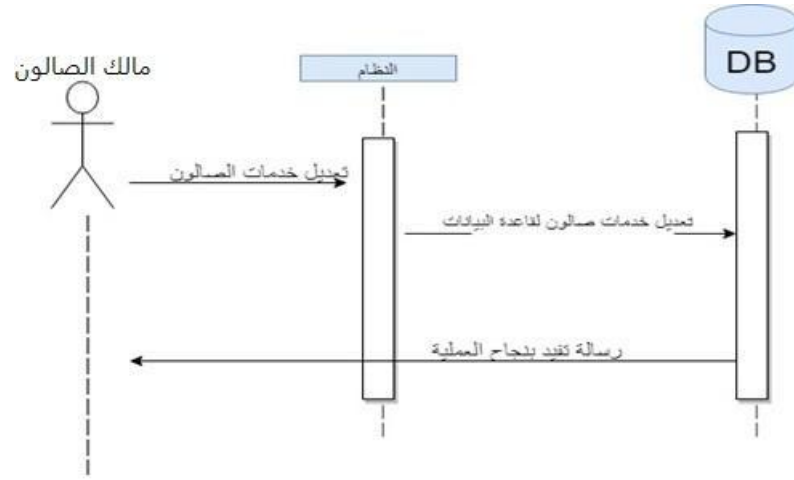 مالك الصالون
النظام
DB
تعديل خدمات الصالون
تعديل خدمات صالون لقاعدة البيانات
رسالة تفيد بنجاح العملية